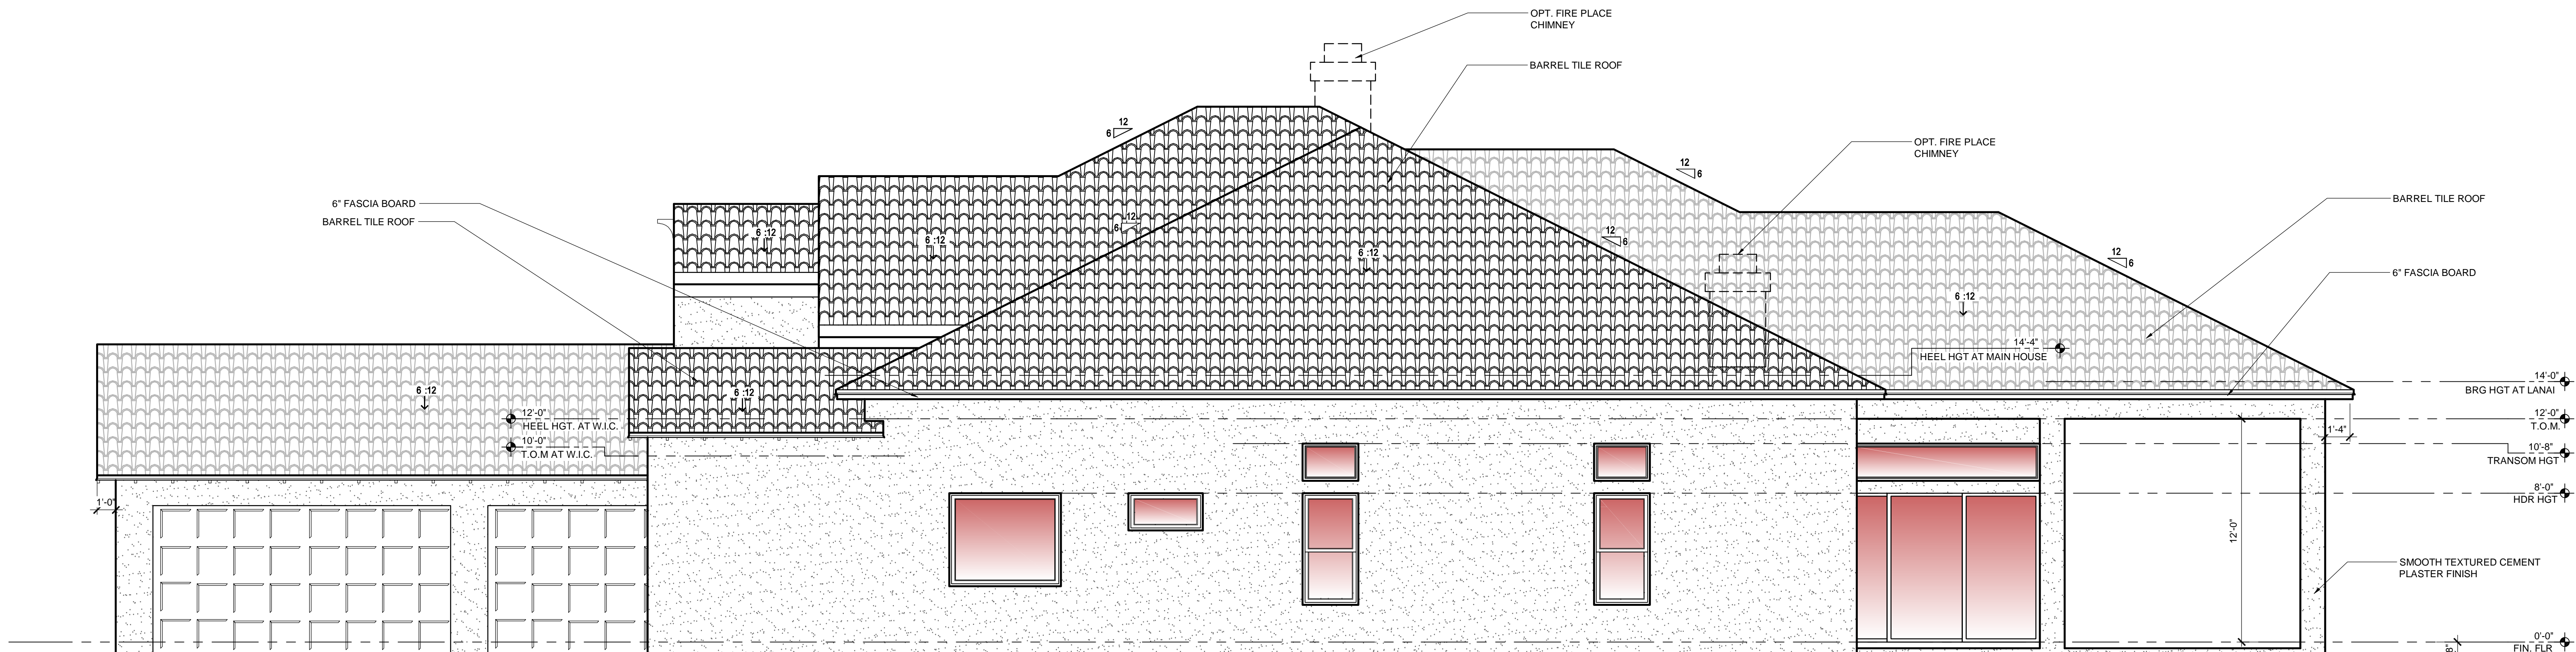 OPT. FIRE PLACE
CHIMNEY
BARREL TILE ROOF
12
6
OPT. FIRE PLACE
CHIMNEY
12
6
6" FASCIA BOARD
BARREL TILE ROOF
BARREL TILE ROOF
6 :12
6 :12
12
6
6 :12
12
6
12
6
6" FASCIA BOARD
6 :12
14'-4"
HEEL HGT AT MAIN HOUSE
14'-0"
BRG HGT AT LANAI
6 :12
6 :12
12'-0"
HEEL HGT. AT W.I.C.
10'-0"
T.O.M AT W.I.C.
12'-0"
T.O.M.
1'-4"
10'-8"
TRANSOM HGT
8'-0"
HDR HGT
1'-0"
12'-0"
SMOOTH TEXTURED CEMENT
PLASTER FINISH
0'-0"
FIN. FLR
8"